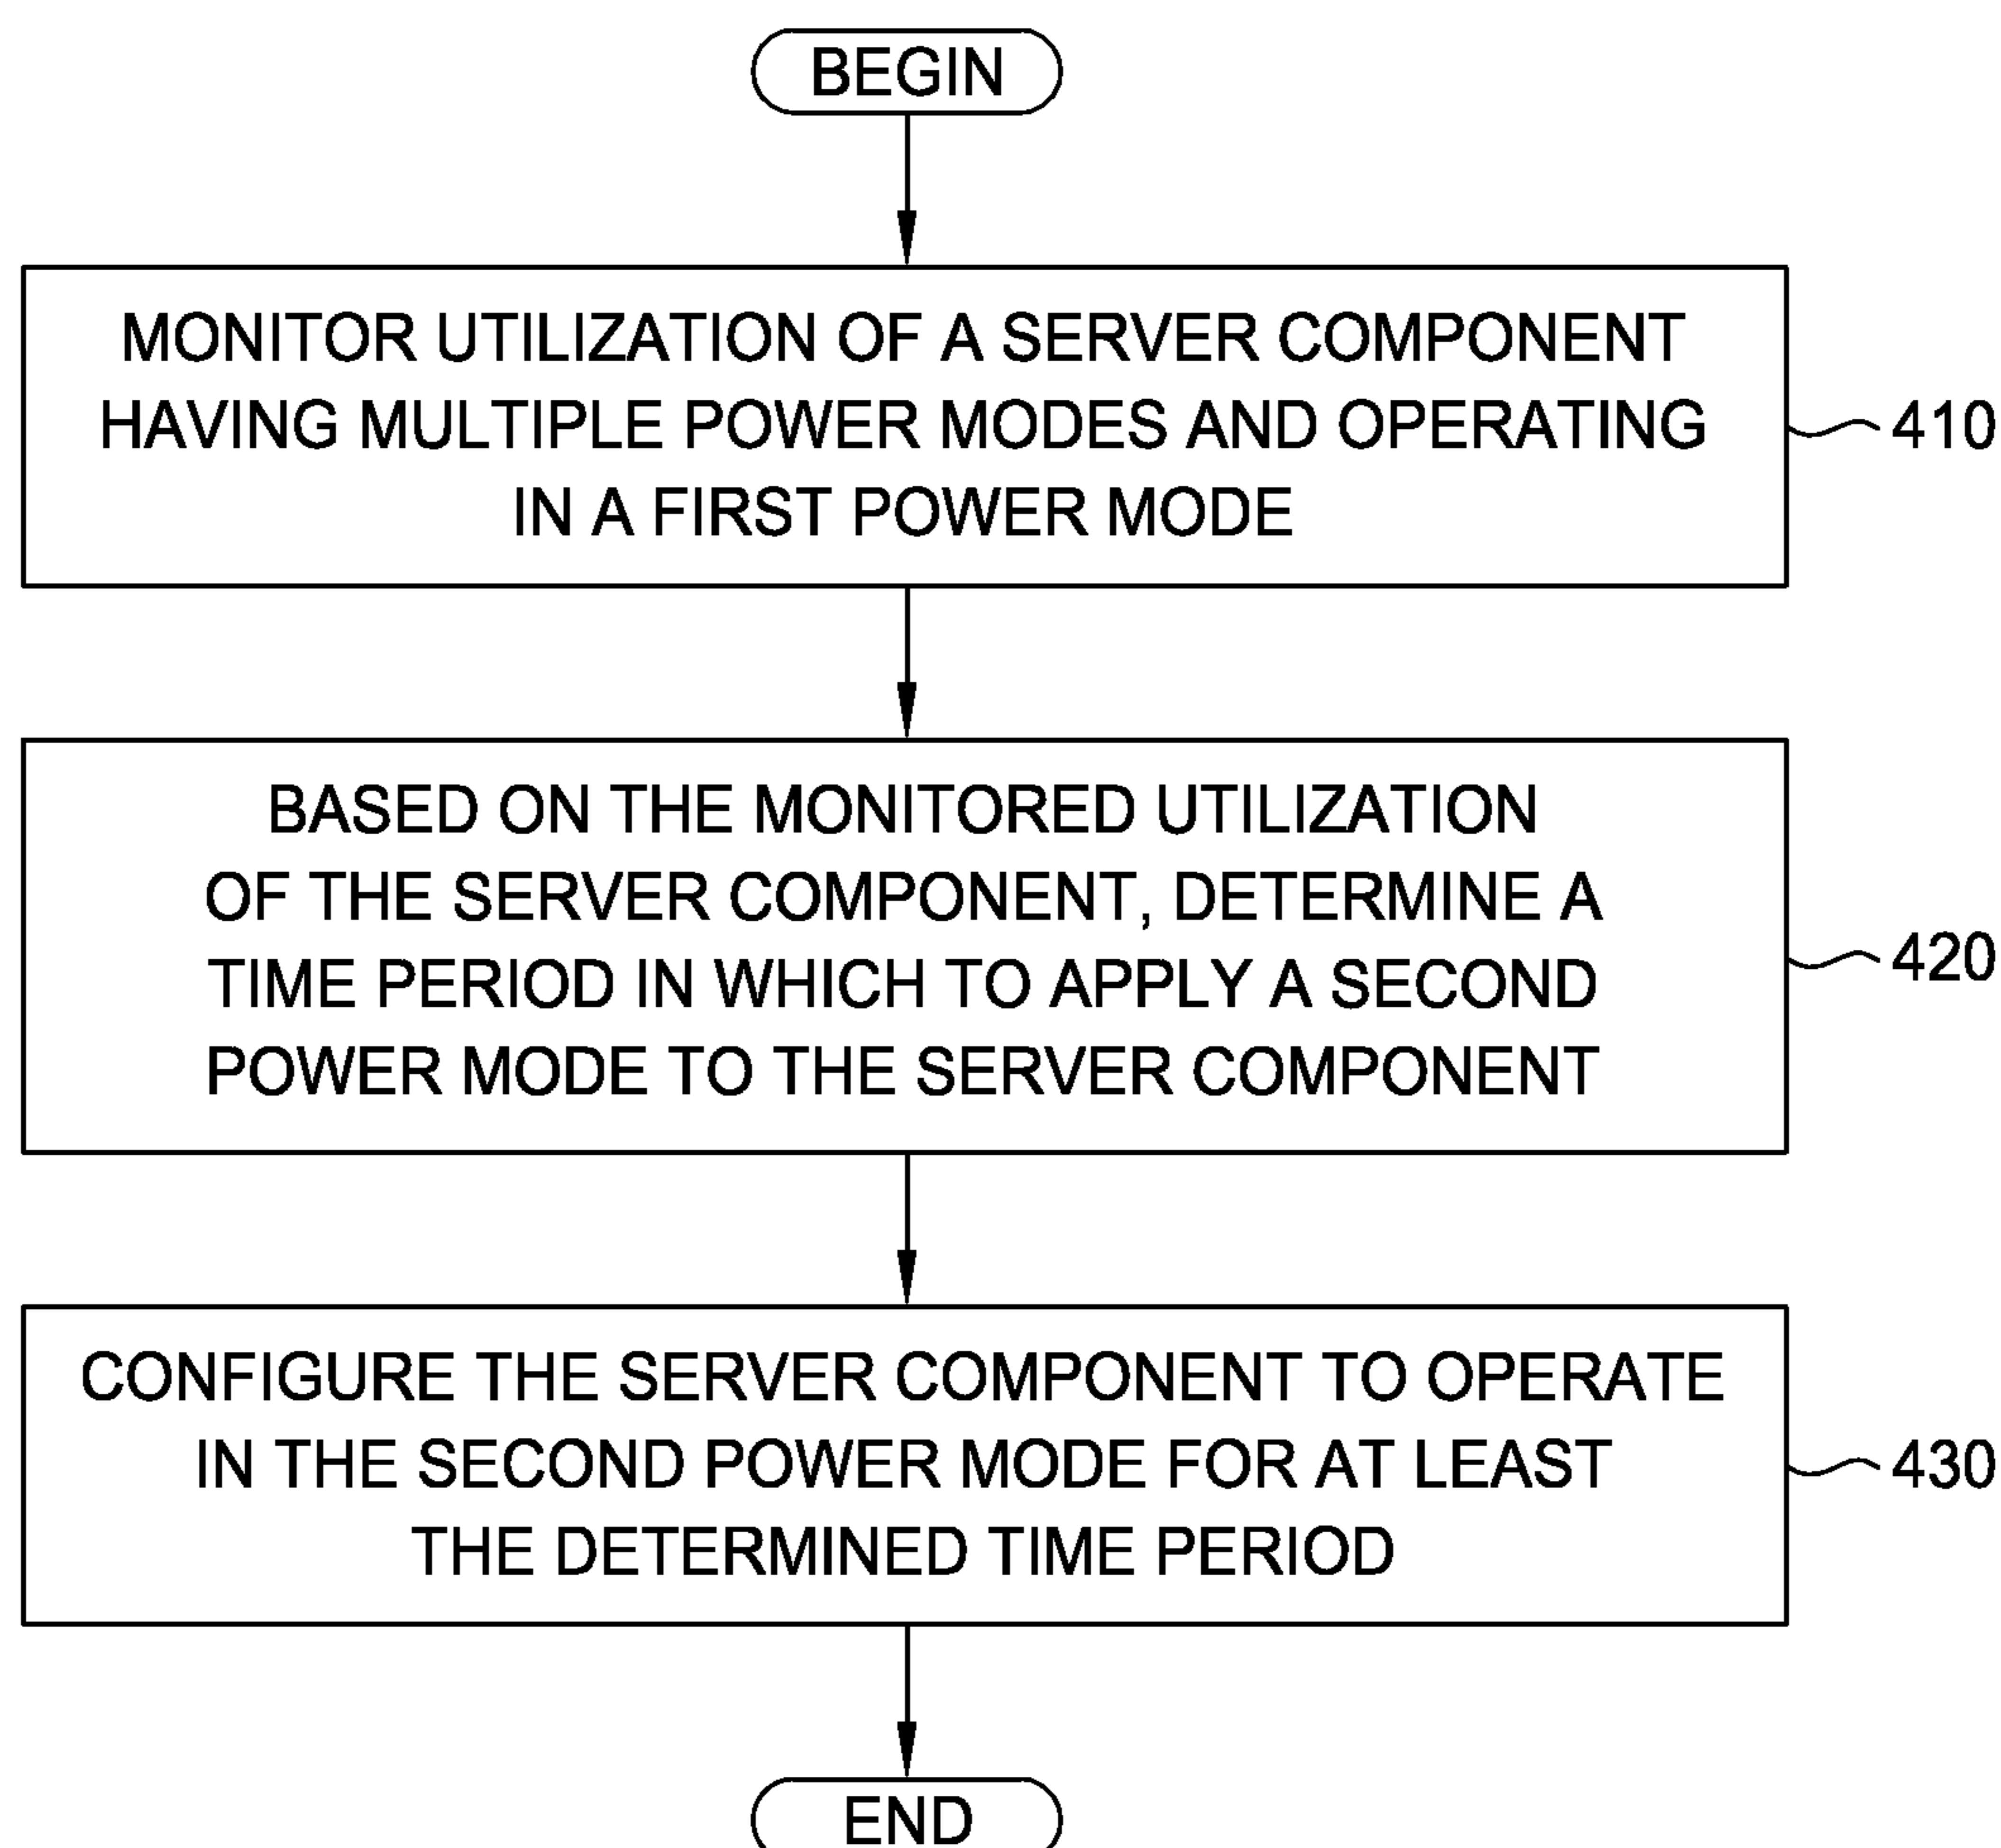 BEGIN
MONITOR UTILIZATION OF A SERVER COMPONENT
HAVING MULTIPLE POWER MODES AND OPERATING
IN A FIRST POWER MODE
410
BASED ON THE MONITORED UTILIZATION
OF THE SERVER COMPONENT, DETERMINE A
TIME PERIOD IN WHICH TO APPLY A SECOND
POWER MODE TO THE SERVER COMPONENT
420
CONFIGURE THE SERVER COMPONENT TO OPERATE
IN THE SECOND POWER MODE FOR AT LEAST
THE DETERMINED TIME PERIOD
430
END